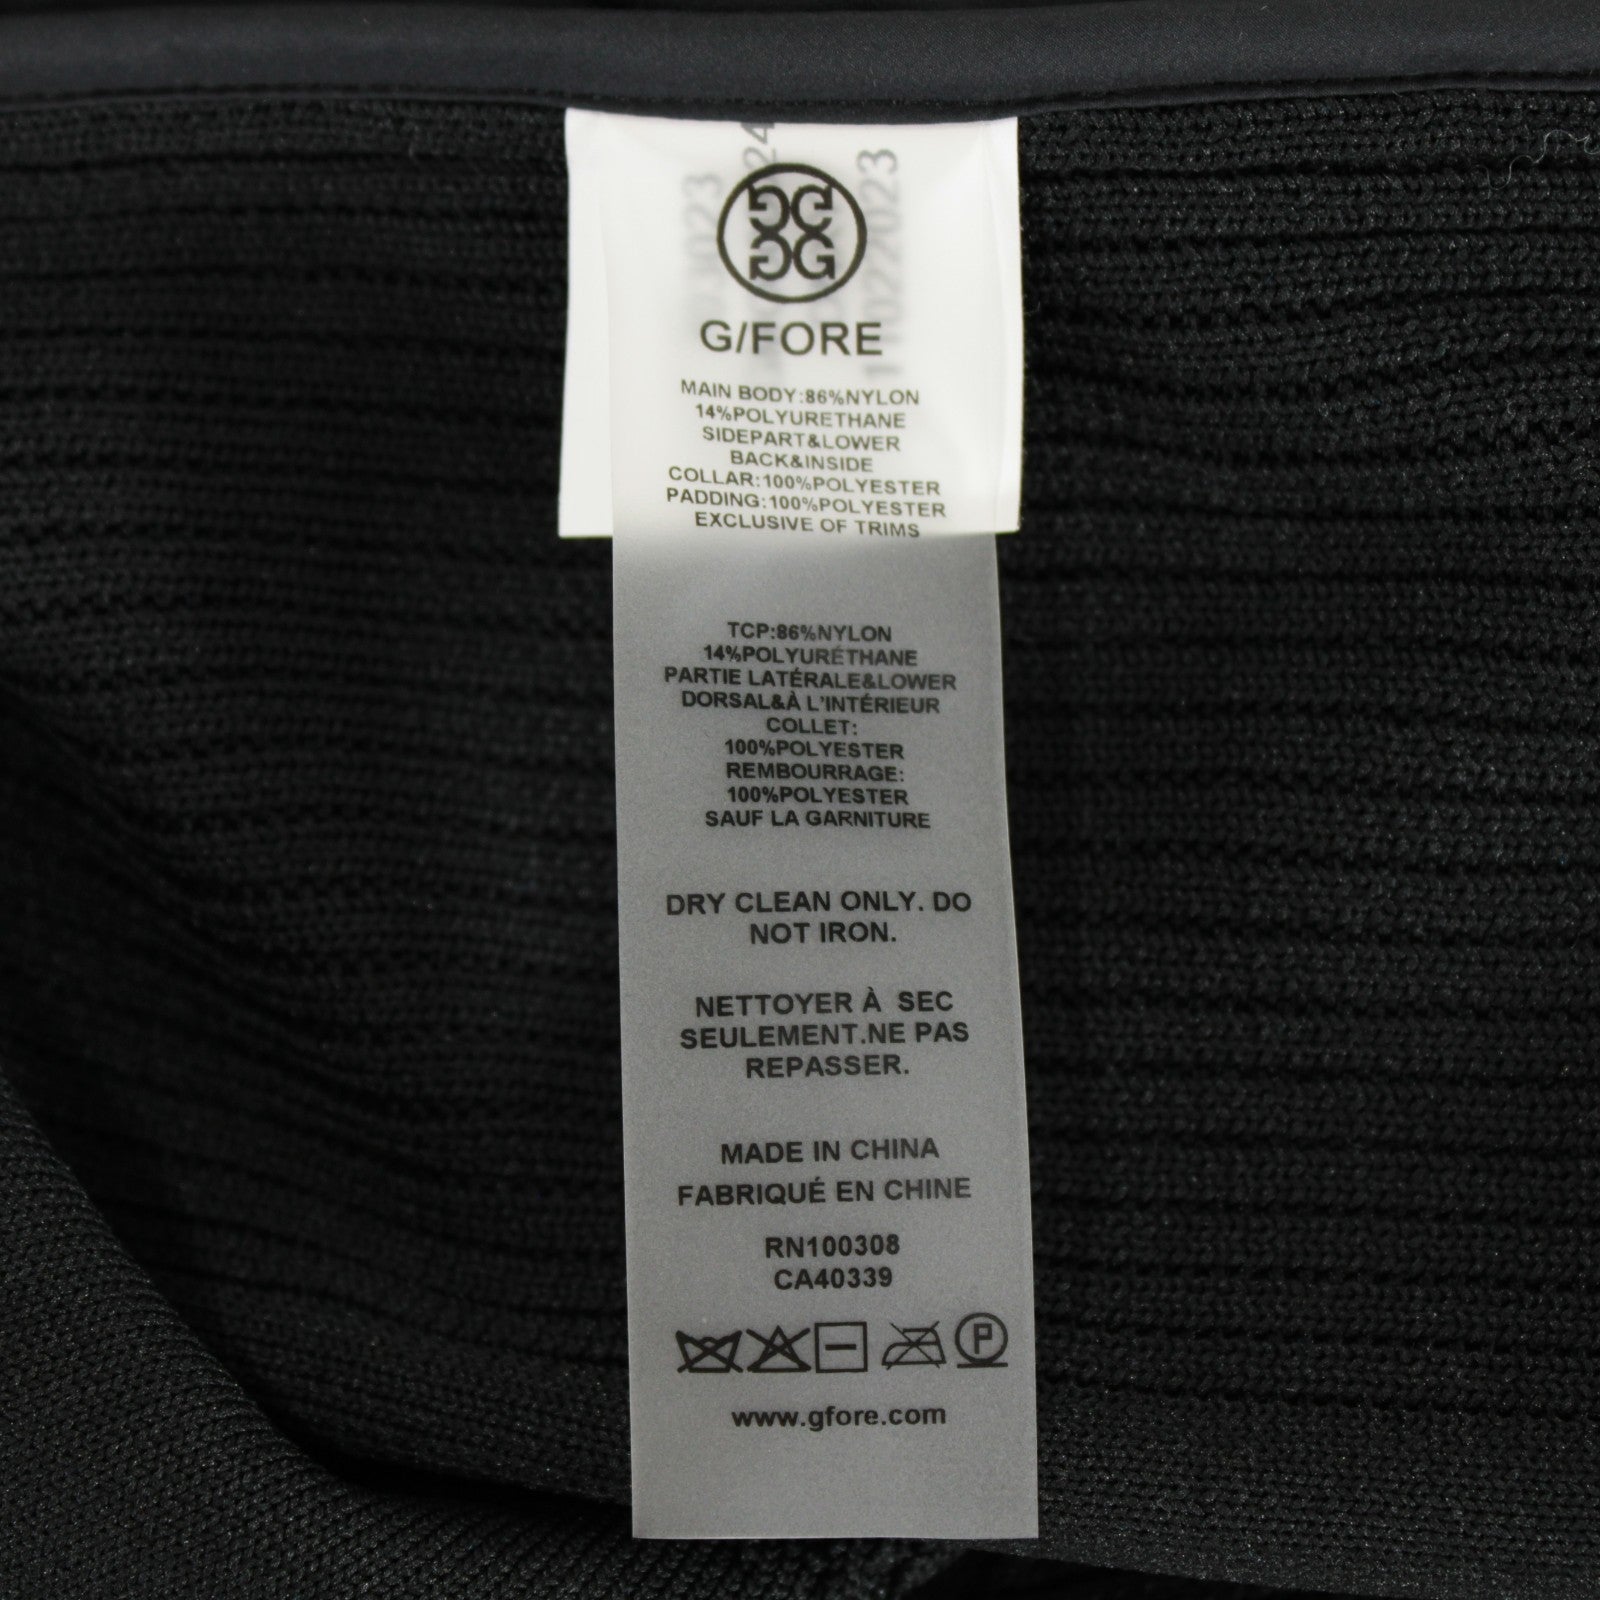 G/FORE
MAIN BODY:86%NYLON
14%POLYURETHANE
SIDEPART&LOWER
BACK&INSIDE
COLLAR:100%POLYESTER
PADDING:100%POLYESTER
EXCLUSIVE OF TRIMS
TCP:86%NYLON
14%POLYURÉTHANE
PARTIE LATÉRALE&LOWER
DORSAL&À L'INTÉRIEUR
COLLET:
100%POLYESTER
REMBOURRAGE:
100%POLYESTER
SAUF LA GARNITURE
DRY CLEAN ONLY. DO
NOT IRON.
NETTOYER À SEC
SEULEMENT.NE PAS
REPASSER.
MADE IN CHINA
FABRIQUÉ EN CHINE
RN100308
CA40339
P
www.gfore.com